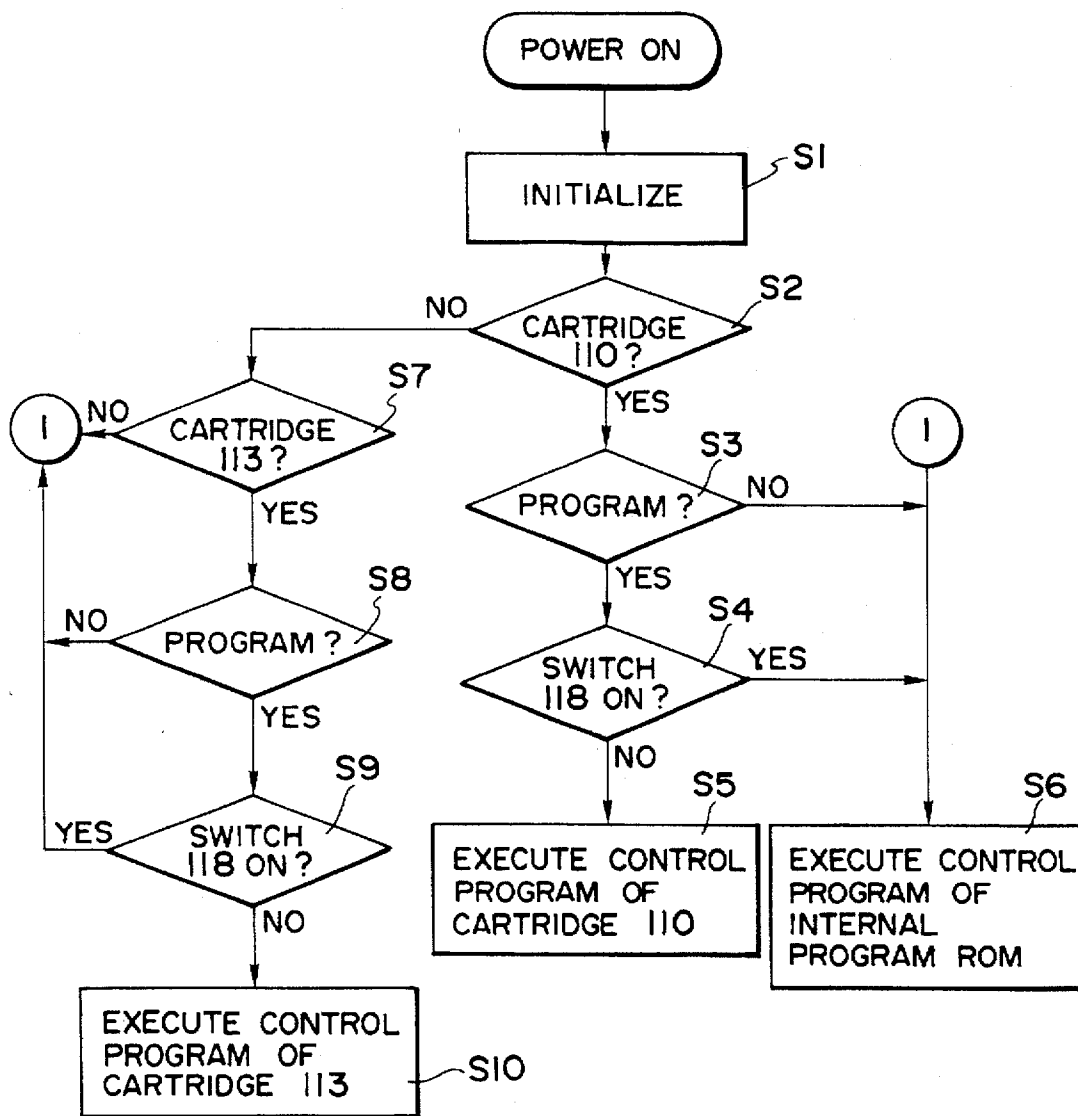 POWER ON
S1
INITIALIZE
S2
NO
CARTRIDGE
110?
YES
S7
1
NO
CARTRIDGE
113?
YES
1
S3
PROGRAM?
NO
YES
S8
NO
PROGRAM?
YES
S4
SWITCH
118 ON?
YES
NO
S9
YES
SWITCH
118 ON?
NO
S5
EXECUTE CONTROL
PROGRAM OF
CARTRIDGE 110
S6
EXECUTE CONTROL
PROGRAM OF
INTERNAL
PROGRAM ROM
EXECUTE CONTROL
PROGRAM OF
CARTRIDGE 113
S10